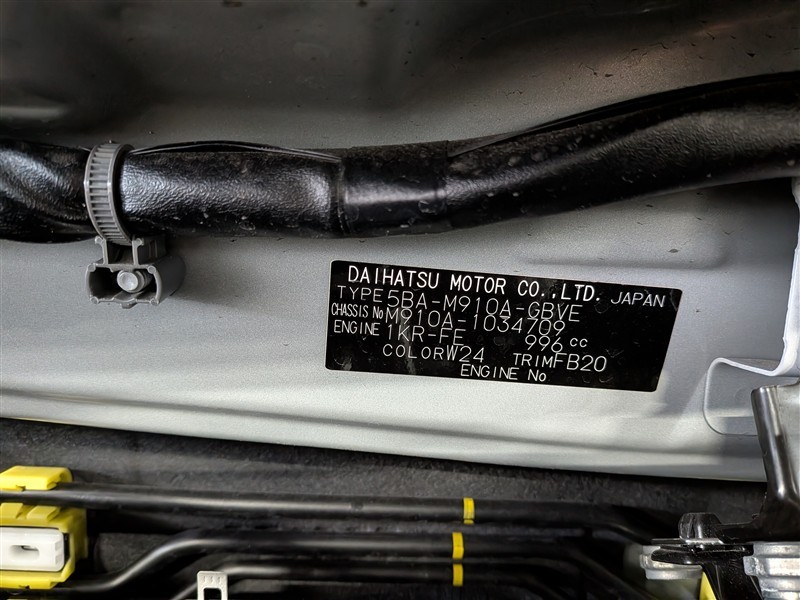 DAIHATSU MOTOR CO.,LTD. JAPAN
TYPE 5BA-M910A-GBVE
CHASSIS No M910A-1034709
ENGINE 1KR-FE 996 cc
COLOR W24 TRIM FB20
ENGINE No